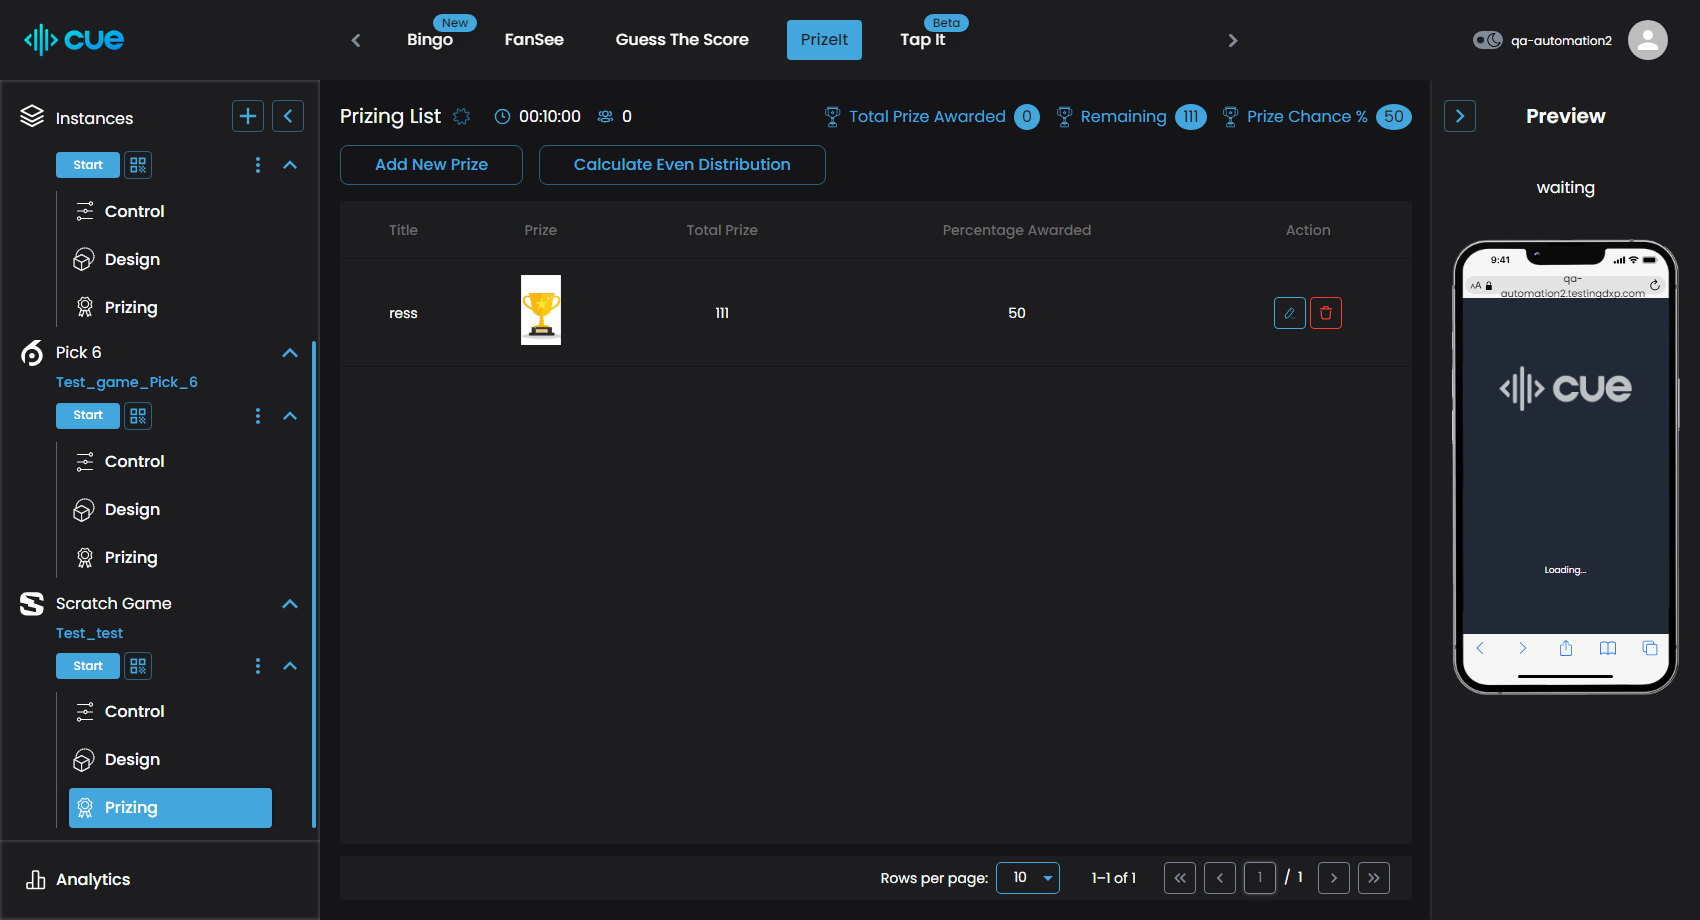 cue
Bingo
New
FanSee
Guess The Score
PrizeIt
Tap It
Beta
qa-automation2
Instances
Start
Control
Design
Prizing
Pick 6
Test_game_Pick_6
Start
Control
Design
Prizing
Scratch Game
Test_test
Start
Control
Design
Prizing
Analytics
Prizing List
00:10:00
0
Total Prize Awarded 0
Remaining 111
Prize Chance % 50
Add New Prize
Calculate Even Distribution
Title Prize Total Prize Percentage Awarded Action
ress 111 50
Rows per page: 10
1–1 of 1
1 / 1
Preview
waiting
9:41
AA
qa-
automation2.testingdxp.com
cue
Loading...